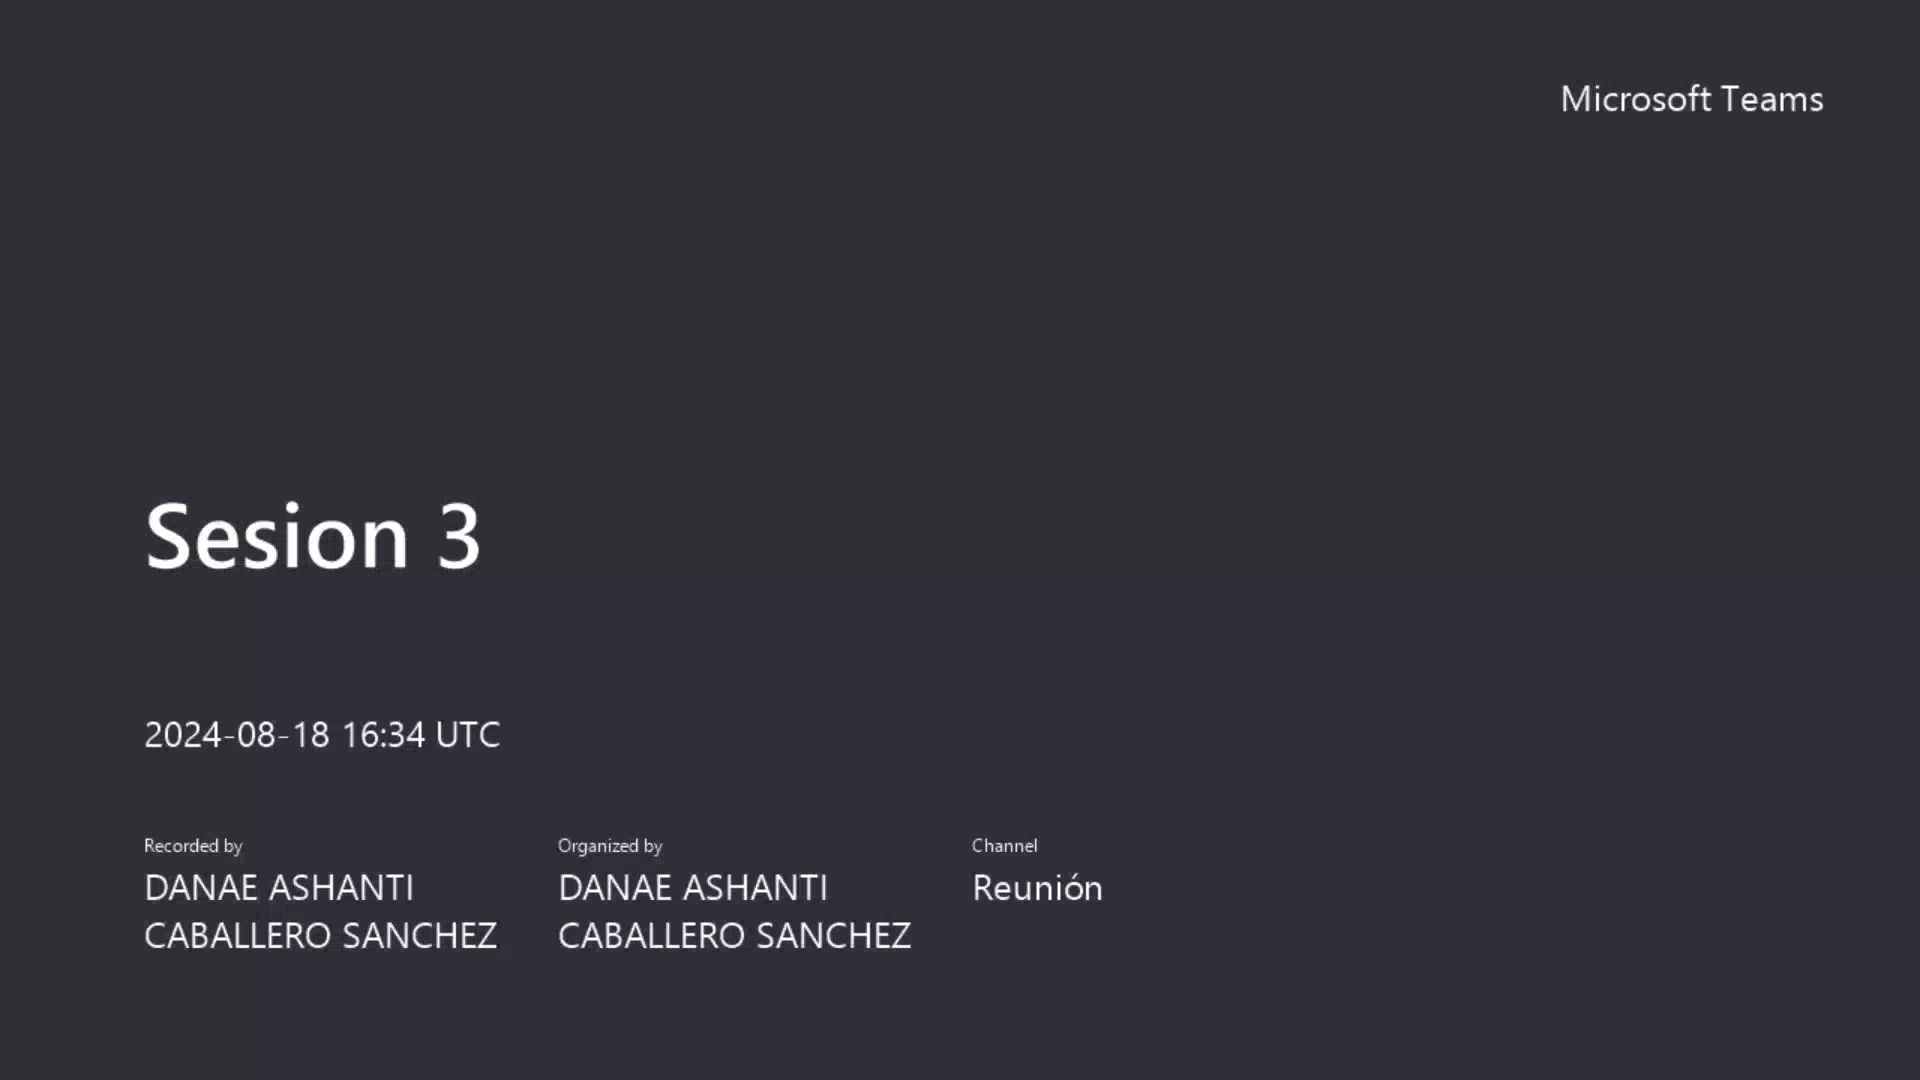 Microsoft Teams
Sesion 3
2024-08-18 16:34 UTC
Recorded by
DANAE ASHANTI
CABALLERO SANCHEZ
Organized by
DANAE ASHANTI
CABALLERO SANCHEZ
Channel
Reunión